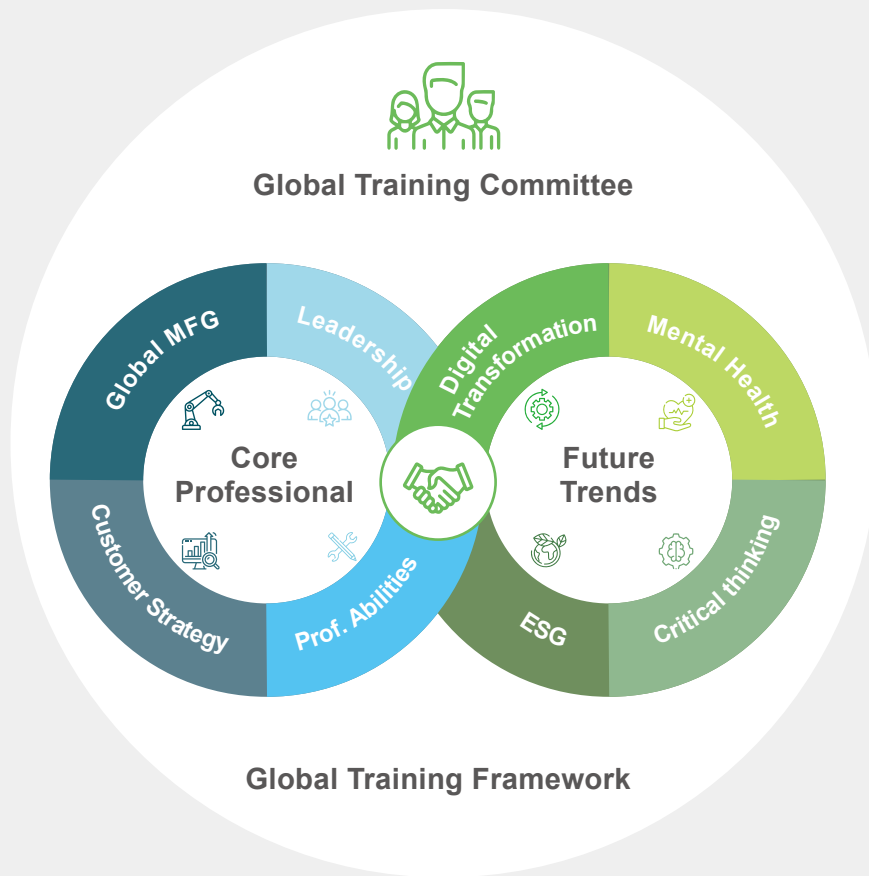 Global Training Committee
Global MFG
Leadership
Customer Strategy
Prof. Abilities
Core
Professional
Digital
Transformation
Mental Health
ESG
Critical thinking
Future
Trends
Global Training Framework